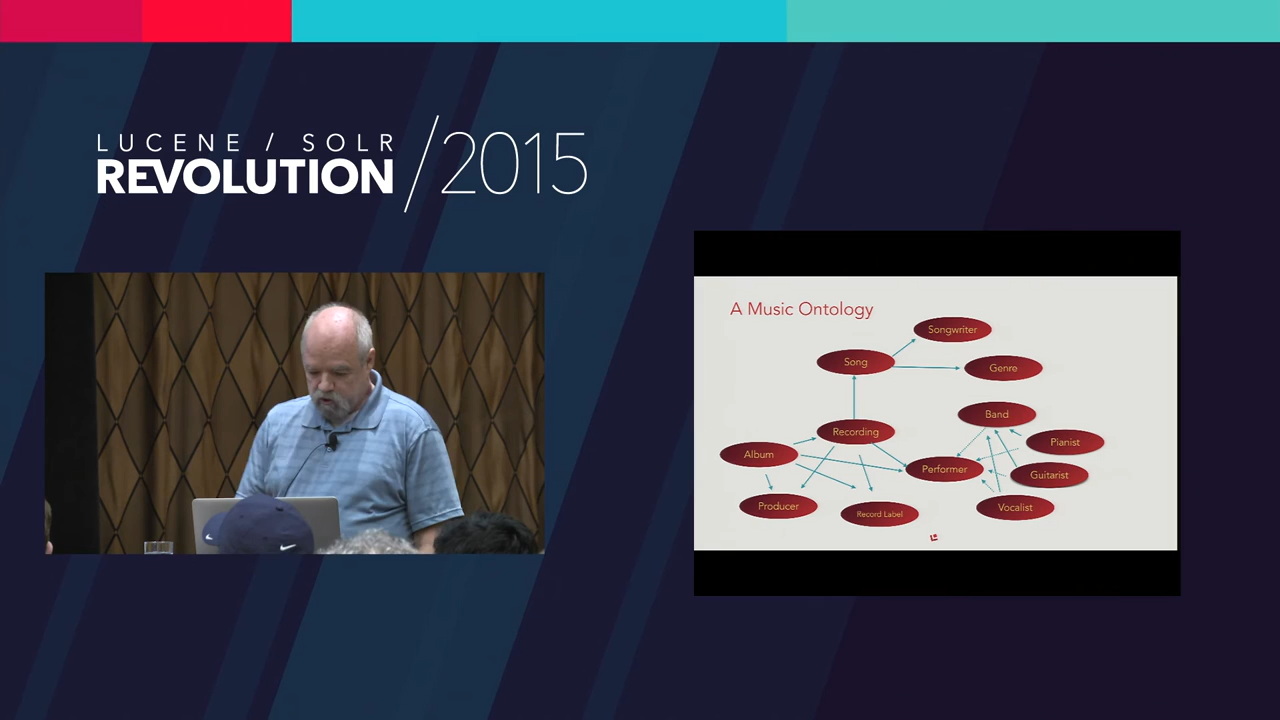 LUCENE / SOLR
REVOLUTION
/2015
A Music Ontology
Songwriter
Song
Genre
Band
Recording
Pianist
Album
Performer
Guitarist
Producer
Record Label
Vocalist